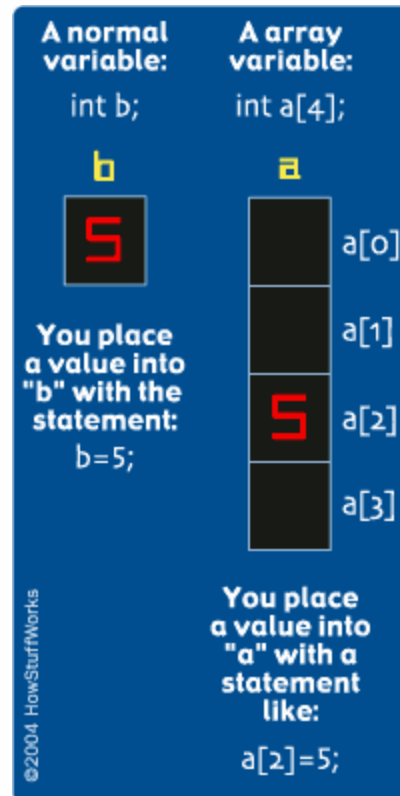 A normal
variable:
int b;
b
5
You place
a value into
"b" with the
statement:
b=5;
A array
variable:
int a[4];
a
a[0]
a[1]
5
a[2]
a[3]
You place
a value into
"a" with a
statement
like:
a[2]=5;
©2004 HowStuffWorks